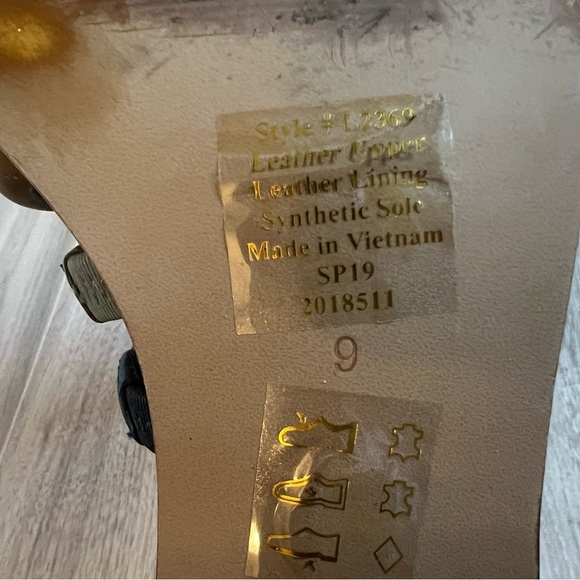 Style # L2369
Leather Upper
Leather Lining
Synthetic Sole
Made in Vietnam
SP19
2018511
9